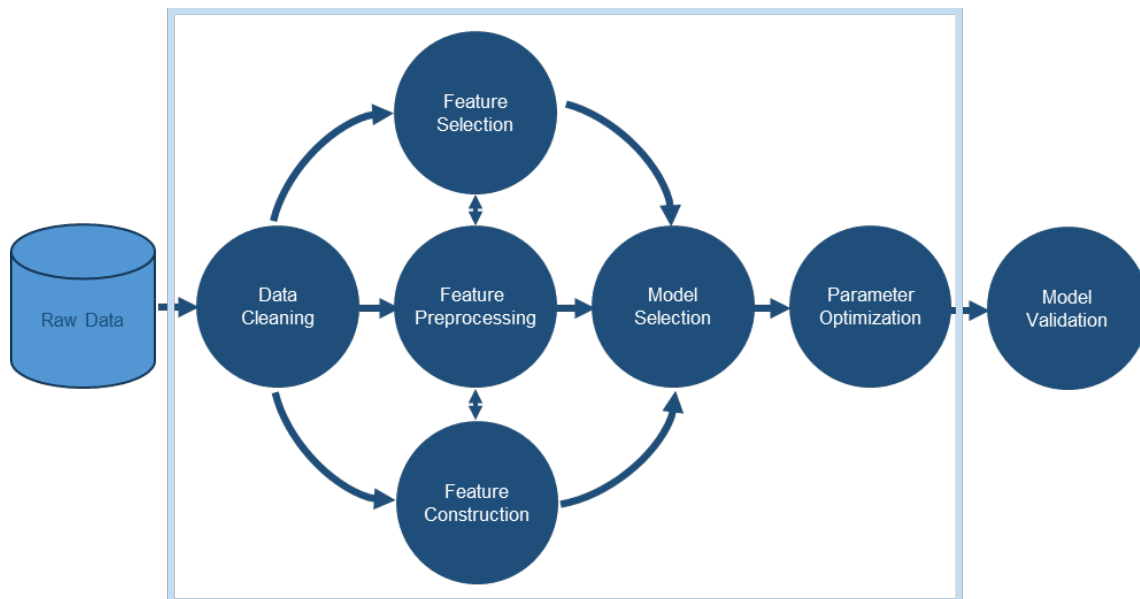 Feature
Selection
Raw Data
Data
Cleaning
Feature
Preprocessing
Model
Selection
Parameter
Optimization
Model
Validation
Feature
Construction